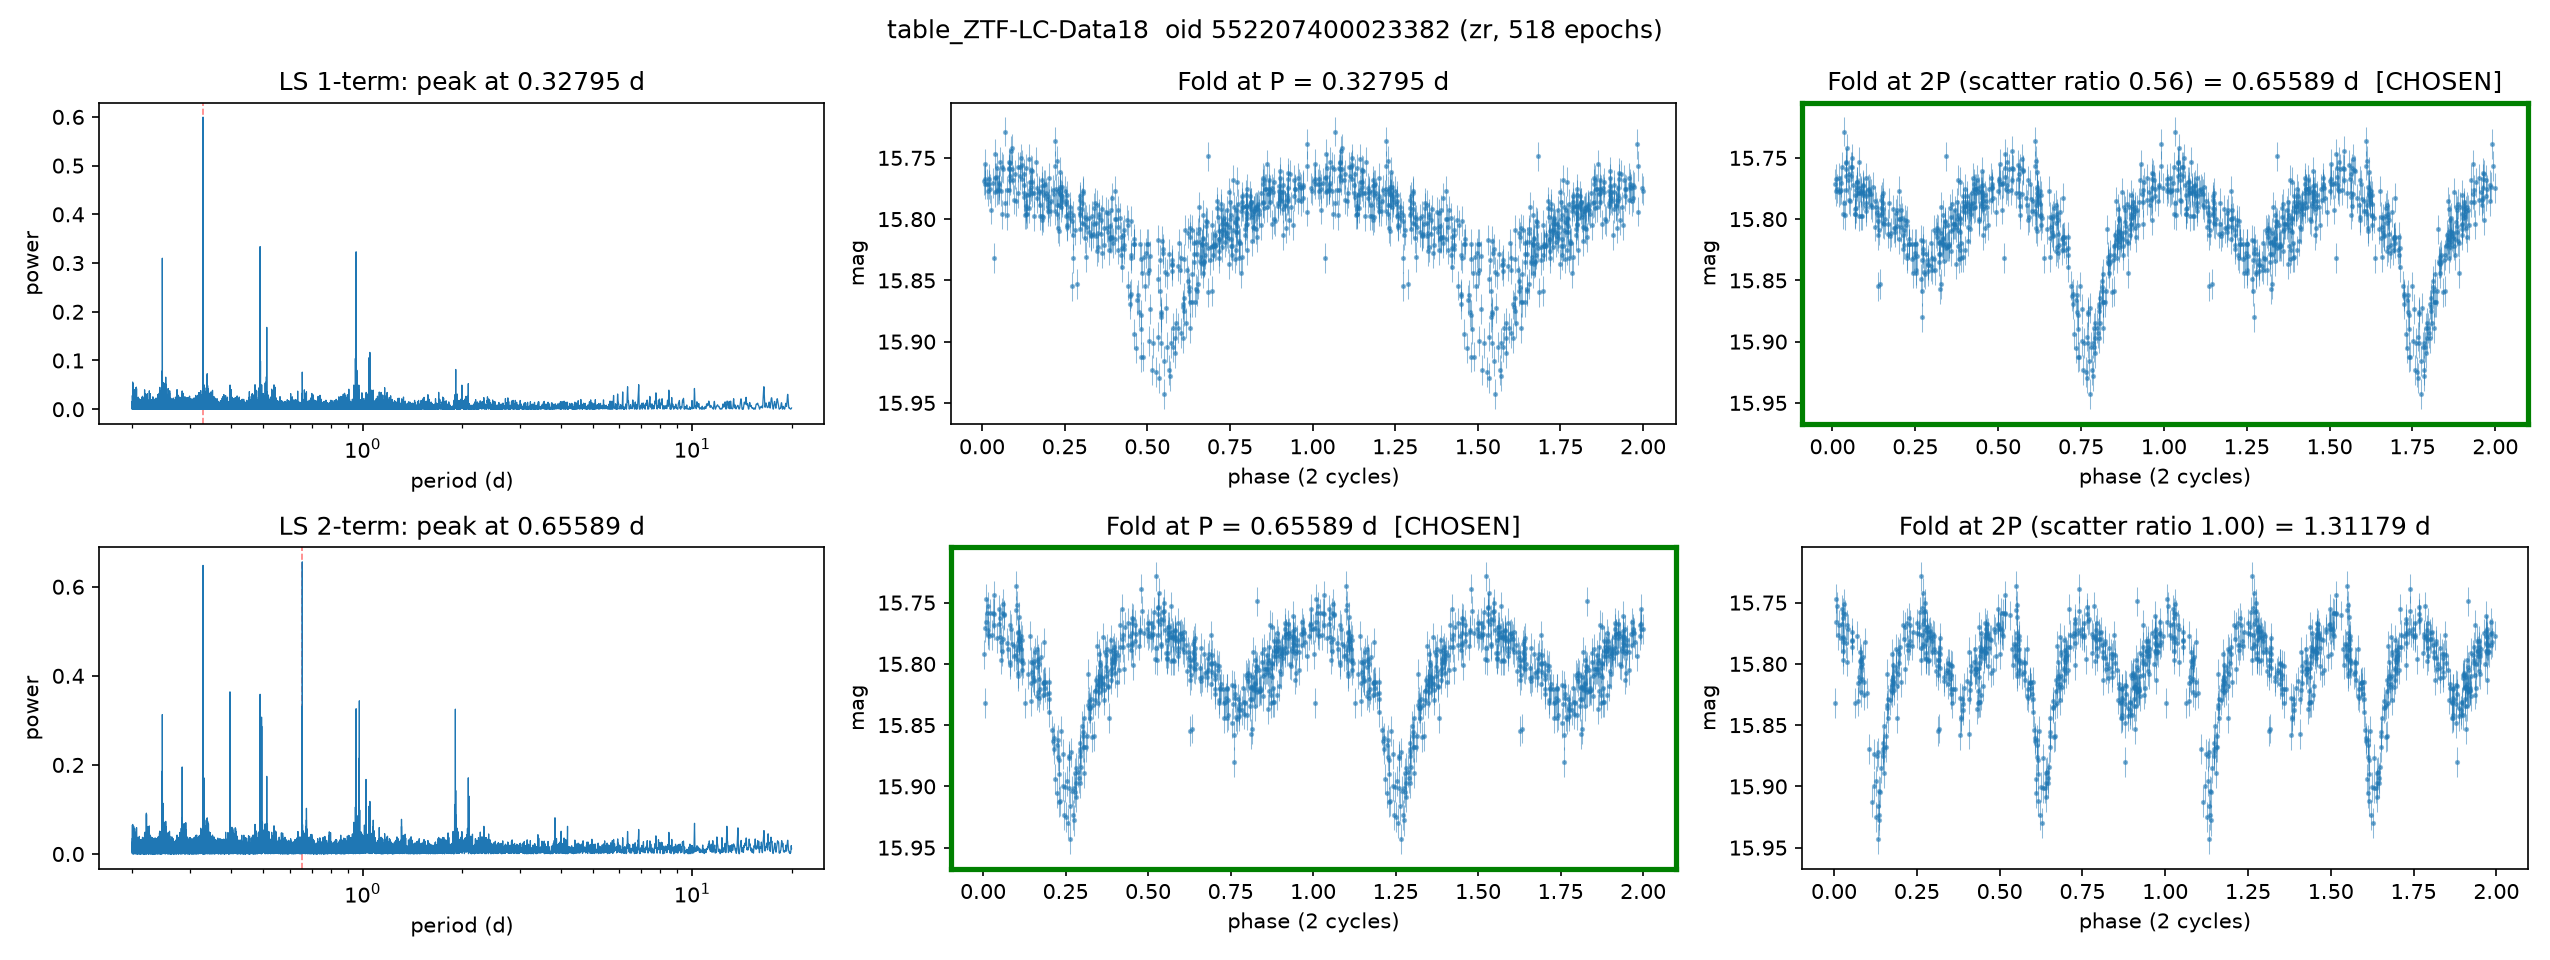 table_ZTF-LC-Data18 oid 552207400023382 (zr, 518 epochs)
LS 1-term: peak at 0.32795 d
power
0.6
0.5
0.4
0.3
0.2
0.1
0.0
10⁰
10¹
period (d)
Fold at P = 0.32795 d
mag
15.75
15.80
15.85
15.90
15.95
0.00 0.25 0.50 0.75 1.00 1.25 1.50 1.75 2.00
phase (2 cycles)
Fold at 2P (scatter ratio 0.56) = 0.65589 d [CHOSEN]
mag
15.75
15.80
15.85
15.90
15.95
0.00 0.25 0.50 0.75 1.00 1.25 1.50 1.75 2.00
phase (2 cycles)
LS 2-term: peak at 0.65589 d
power
0.6
0.4
0.2
0.0
10⁰
10¹
period (d)
Fold at P = 0.65589 d [CHOSEN]
mag
15.75
15.80
15.85
15.90
15.95
0.00 0.25 0.50 0.75 1.00 1.25 1.50 1.75 2.00
phase (2 cycles)
Fold at 2P (scatter ratio 1.00) = 1.31179 d
mag
15.75
15.80
15.85
15.90
15.95
0.00 0.25 0.50 0.75 1.00 1.25 1.50 1.75 2.00
phase (2 cycles)